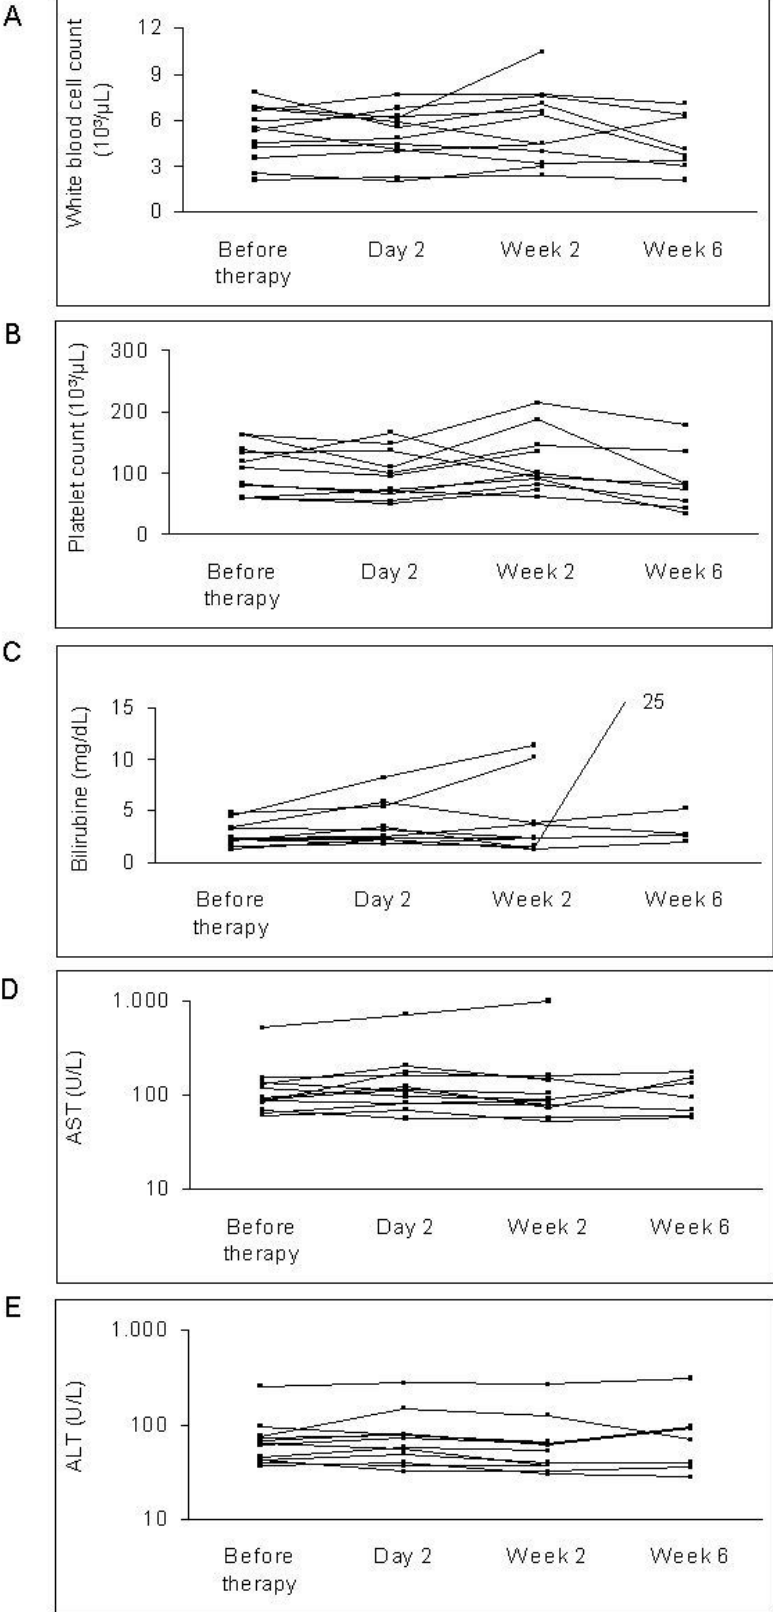 A
White blood cell count
(10³/µL)
12
9
6
3
0
Before
therapy
Day 2
Week 2
Week 6
B
Platelet count (10³/µL)
300
200
100
0
Before
therapy
Day 2
Week 2
Week 6
C
Bilirubine (mg/dL)
15
10
5
0
25
Before
therapy
Day 2
Week 2
Week 6
D
AST (U/L)
1.000
100
10
Before
therapy
Day 2
Week 2
Week 6
E
ALT (U/L)
1.000
100
10
Before
therapy
Day 2
Week 2
Week 6